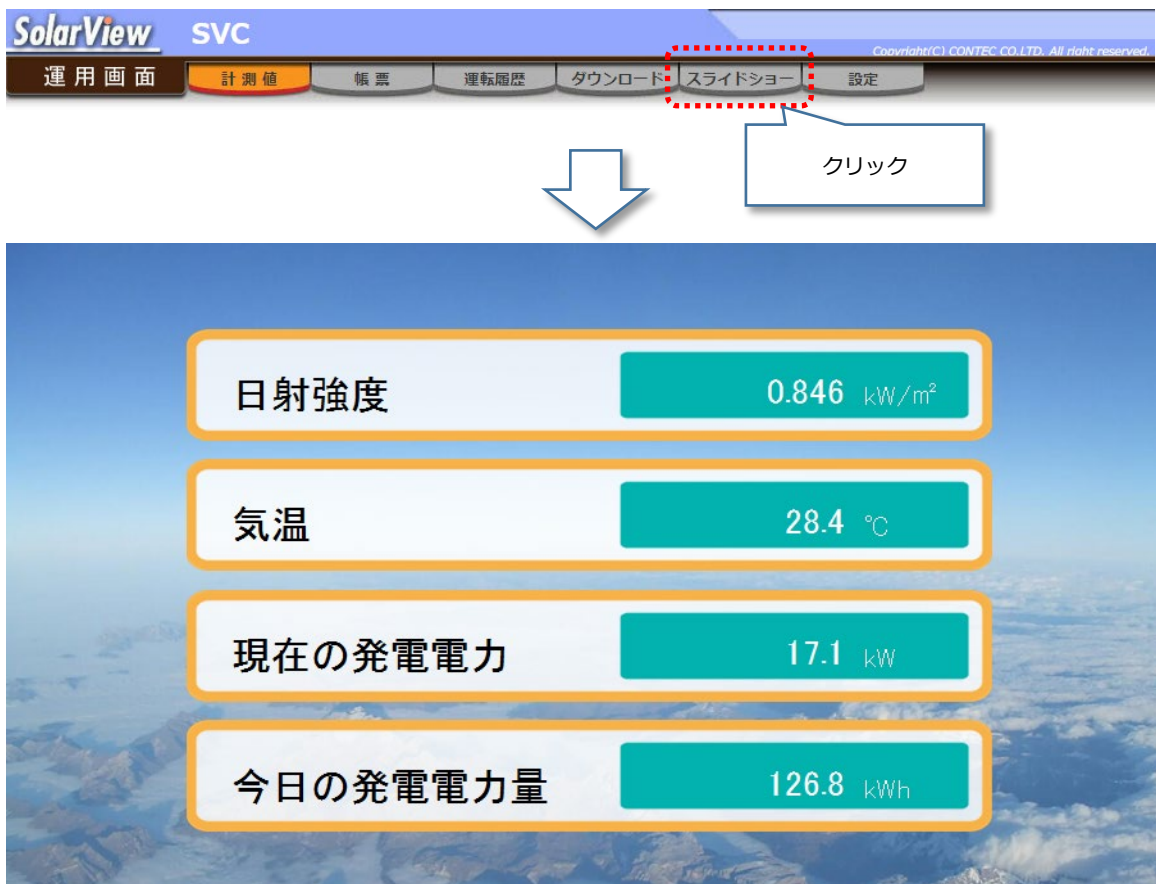 SolarView SVC
Copyright(C) CONTEC CO.LTD. All right reserved.
運用画面 計測値 帳票 運転履歴 ダウンロード スライドショー 設定
クリック
日射強度 0.846 kW/m²
気温 28.4 ℃
現在の発電電力 17.1 kW
今日の発電電力量 126.8 kWh